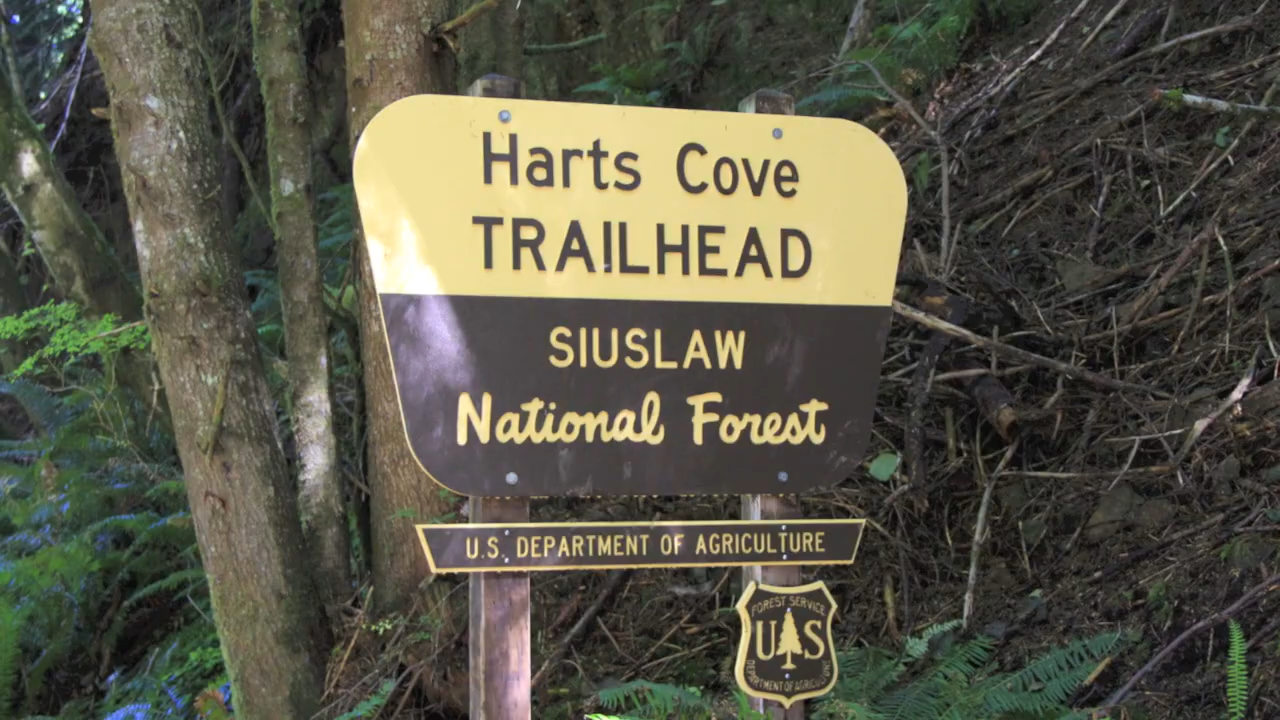 Harts Cove
TRAILHEAD
SIUSLAW
National Forest
U.S. DEPARTMENT OF AGRICULTURE
FOREST SERVICE
US
DEPARTMENT OF AGRICULTURE